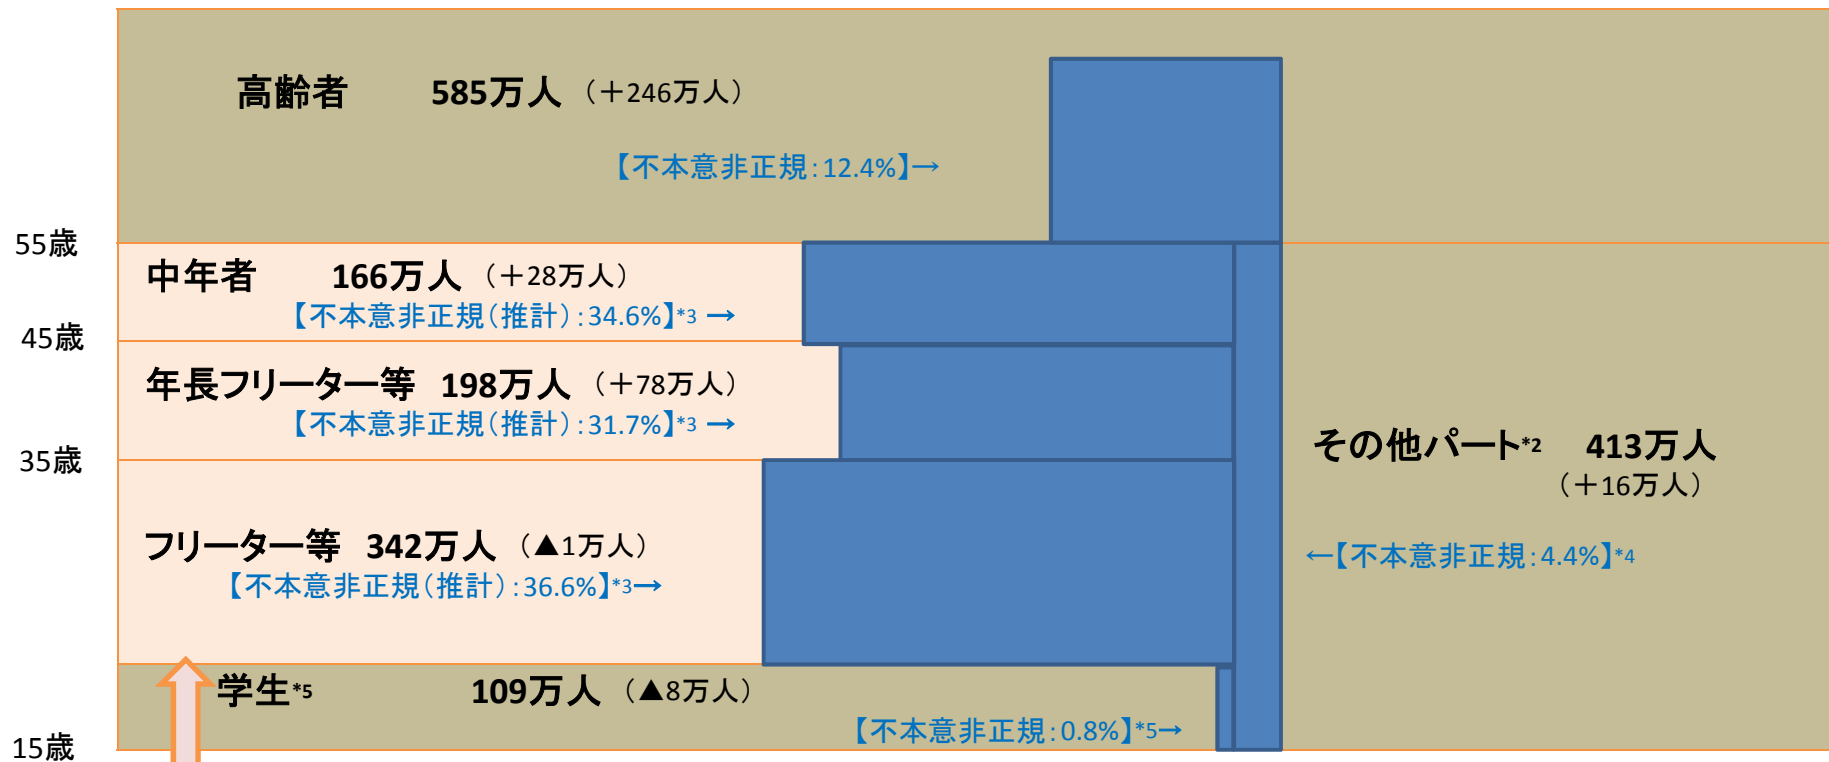 高齢者 585万人（＋246万人）
【不本意非正規：12.4%】→
55歳
中年者 166万人（＋28万人）
【不本意非正規（推計）：34.6%】*3 →
45歳
年長フリーター等 198万人（＋78万人）
【不本意非正規（推計）：31.7%】*3 →
35歳
その他パート*2 413万人
（＋16万人）
フリーター等 342万人（▲1万人）
←【不本意非正規：4.4%】*4
【不本意非正規（推計）：36.6%】*3→
学生*5 109万人（▲8万人）
【不本意非正規：0.8%】*5→
15歳